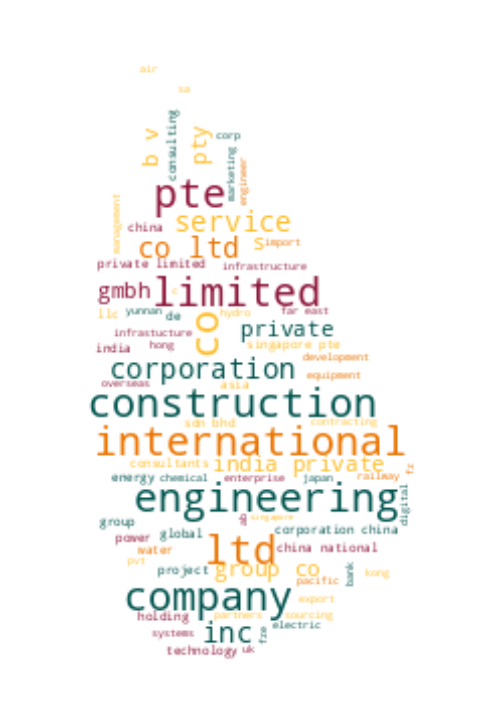 air
sa
b v
consulting
pty
corp
marketing
engineer
pte
management
china
service
co ltd
s
import
private limited
infrastructure
gmbh
limited
c
llc
yunnan
de
co
hydro
far east
infrastucture
private
india
hong
singapore pte
development
corporation
equipment
overseas
asia
construction
sdn bhd
contracting
international
consultants
india private
fr
energy
chemical
enterprise
japan
railway
engineering
digital
group
ab
singapore
power
global
corporation china
water
ltd
china national
pvt
project
group co
pacific
bank
kong
company
export
holding
partners
sourcing
systems
inc
fze
electric
technology
uk